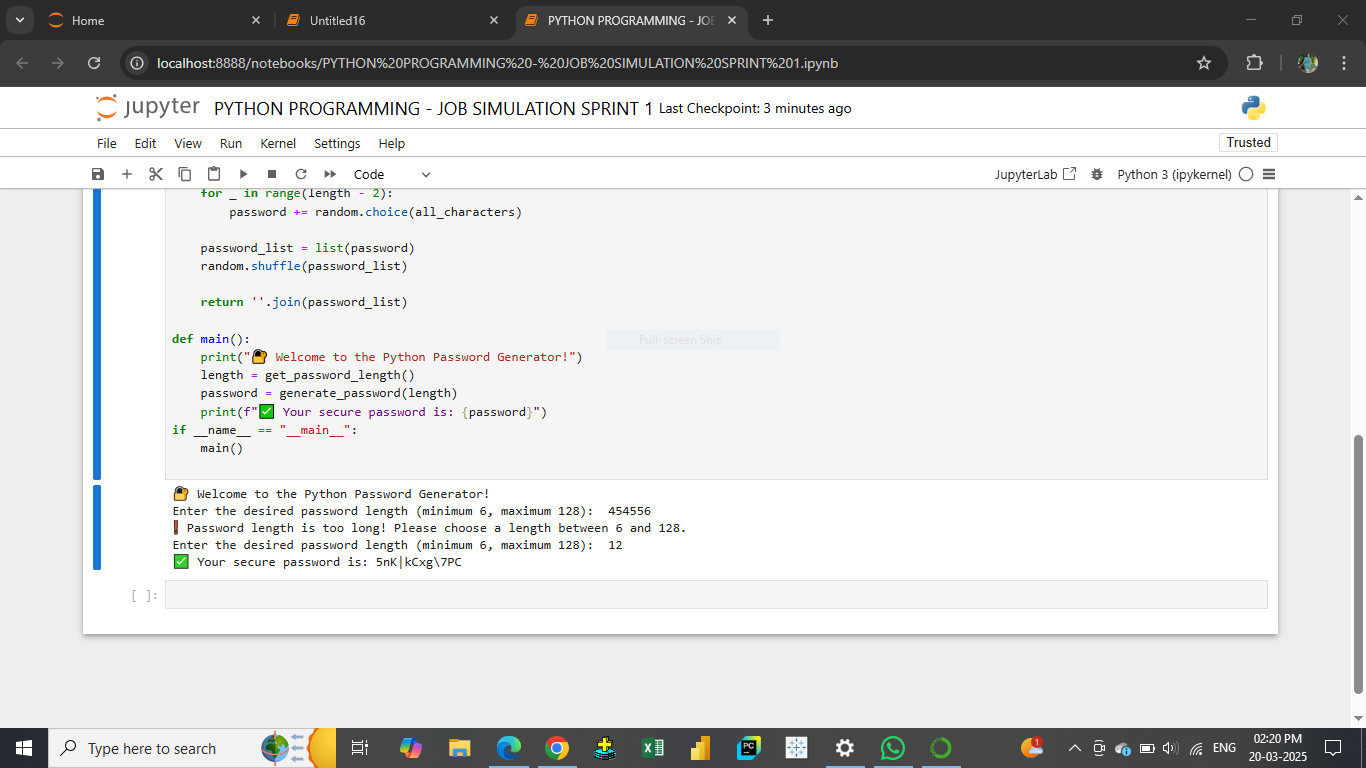 Home
Untitled16
PYTHON PROGRAMMING - JOB
localhost:8888/notebooks/PYTHON%20PROGRAMMING%20-%20JOB%20SIMULATION%20SPRINT%201.ipynb
jupyter PYTHON PROGRAMMING - JOB SIMULATION SPRINT 1 Last Checkpoint: 3 minutes ago
File Edit View Run Kernel Settings Help Trusted
Code JupyterLab Python 3 (ipykernel)
for _ in range(length - 2):
password += random.choice(all_characters)
password_list = list(password)
random.shuffle(password_list)
return ''.join(password_list)
def main():
Full-screen Snip
print("🔐 Welcome to the Python Password Generator!")
length = get_password_length()
password = generate_password(length)
print(f"✅ Your secure password is: {password}")
if __name__ == "__main__":
main()
🔐 Welcome to the Python Password Generator!
Enter the desired password length (minimum 6, maximum 128): 454556
❗ Password length is too long! Please choose a length between 6 and 128.
Enter the desired password length (minimum 6, maximum 128): 12
✅ Your secure password is: 5nK|kCxg\7PC
[ ]:
Type here to search
PC
1
ENG
02:20 PM
20-03-2025